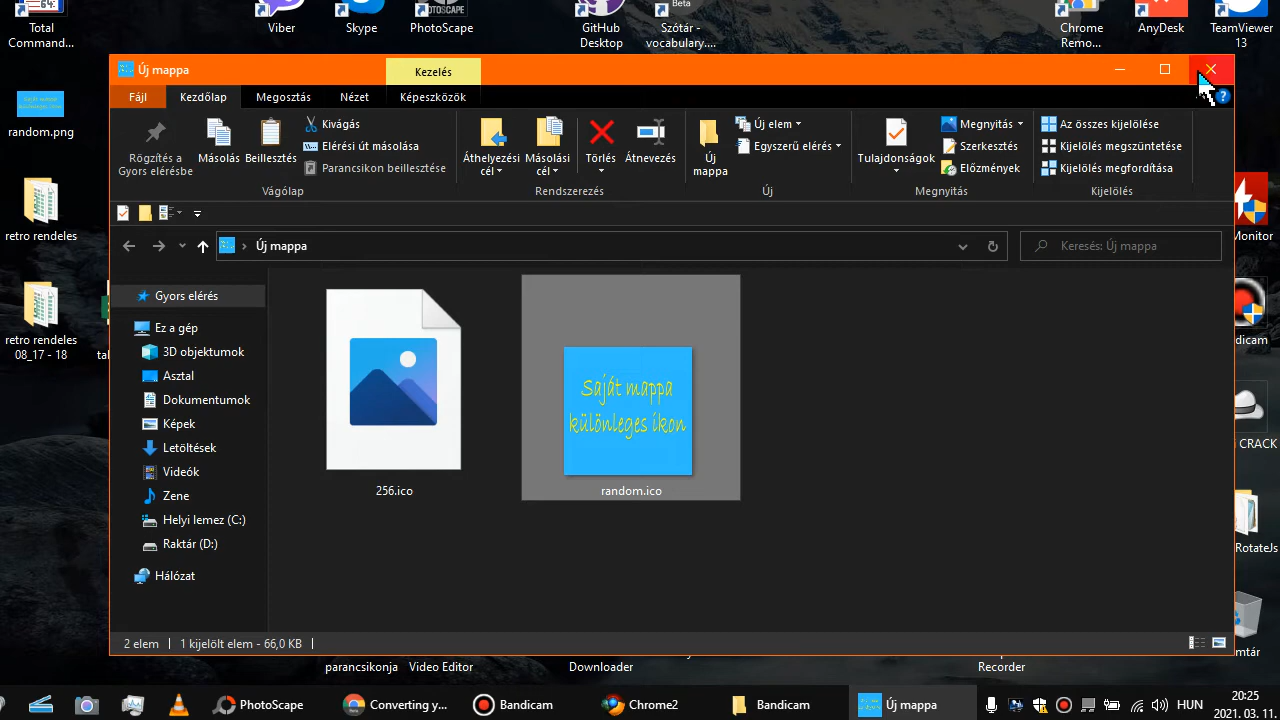 Total
Comman...
Viber
Skype
PhotoScape
PHOTOSCAPE
GitHub
Desktop
Beta
Szótár -
vocabulary....
Chrome
Remo...
AnyDesk
TeamViewer
13
random.png
retro rendeles
retro rendeles
08_17 - 18
Új mappa
Kezelés
Fájl
Kezdőlap
Megosztás
Nézet
Képeszközök
Rögzítés a
Gyors elérésbe
Másolás
Beillesztés
Kivágás
Elérési út másolása
Parancsikon beillesztése
Vágólap
Áthelyezési
cél
Másolási
cél
Törlés
Átnevezés
Rendszerezés
Új
mappa
Új elem
Egyszerű elérés
Új
Tulajdonságok
Megnyitás
Szerkesztés
Előzmények
Megnyitás
Az összes kijelölése
Kijelölés megszüntetése
Kijelölés megfordítása
Kijelölés
Új mappa
Keresés: Új mappa
Gyors elérés
Ez a gép
3D objektumok
Asztal
Dokumentumok
Képek
Letöltések
Videók
Zene
Helyi lemez (C:)
Raktár (D:)
Hálózat
256.ico
Saját mappa
különleges ikon
random.ico
2 elem
1 kijelölt elem - 66,0 KB
Monitor
dicam
CRACK
RotateJs
mtár
parancsikonja
Video Editor
Downloader
Recorder
PhotoScape
Converting y...
Bandicam
Chrome2
Bandicam
Új mappa
HUN
20:25
2021. 03. 11.